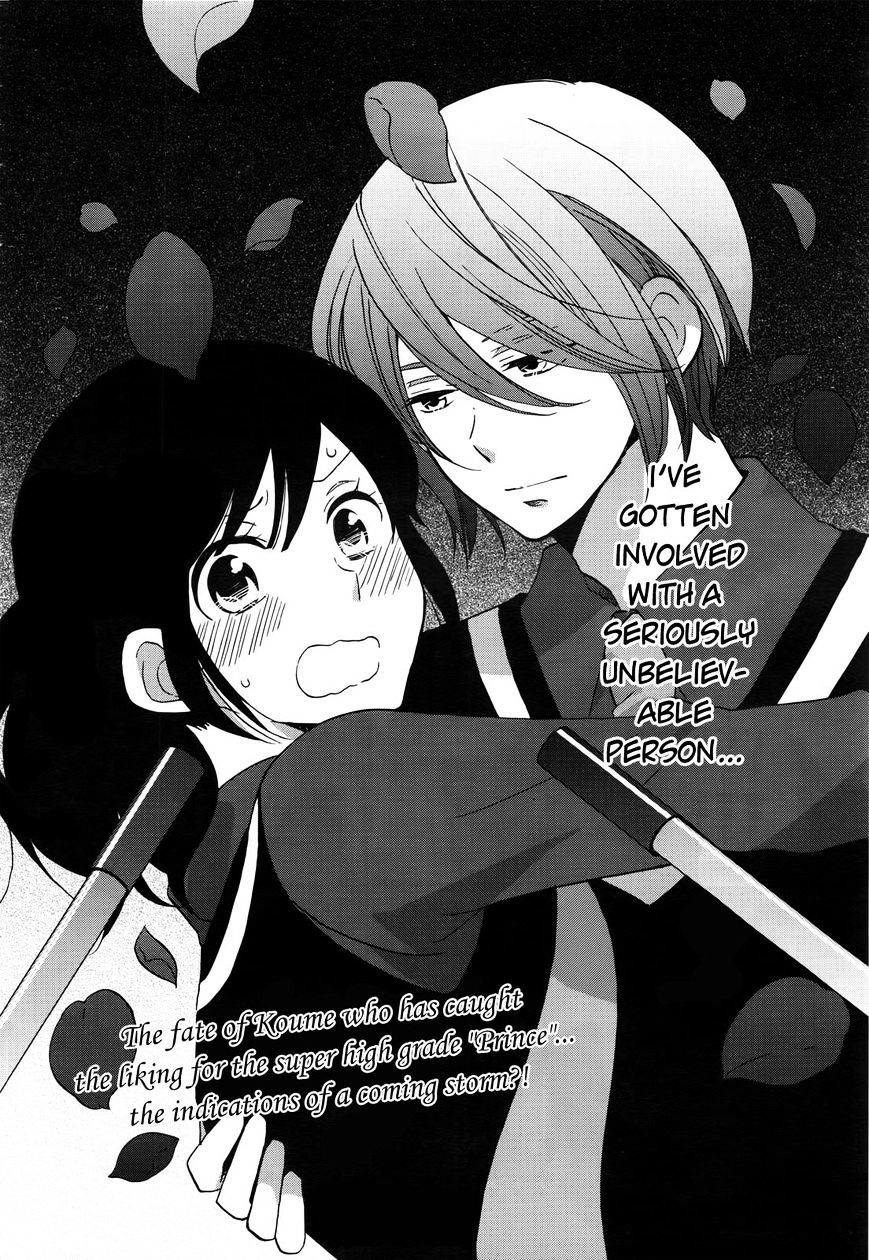 I'VE
GOTTEN
INVOLVED
WITH A
SERIOUSLY
UNBELIEV-
ABLE
PERSON...
The fate of Koume who has caught
the liking for the super high grade "Prince"...
the indications of a coming storm?!